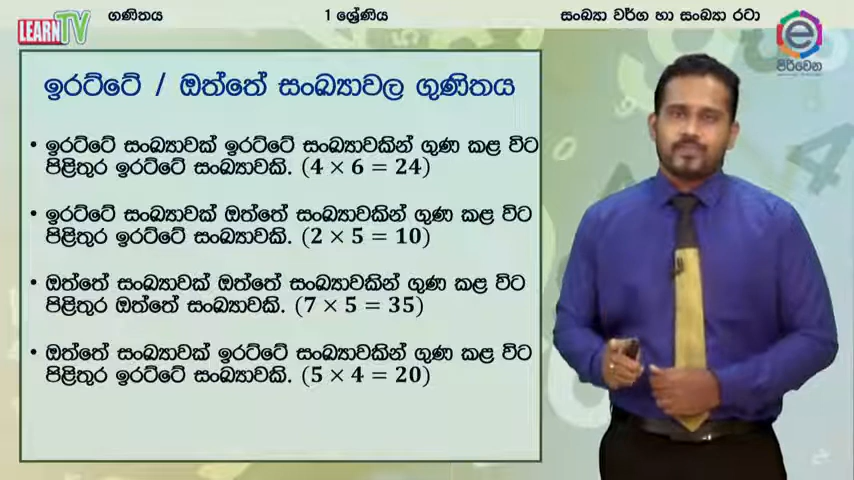 ගණිතය
1 ශ්‍රේණිය
සංඛ්‍යා වර්ග හා සංඛ්‍යා රටා
LEARN TV
e
පිරිවෙන
ඉරට්ටේ / ඔත්තේ සංඛ්‍යාවල ගුණිතය
• ඉරට්ටේ සංඛ්‍යාවක් ඉරට්ටේ සංඛ්‍යාවකින් ගුණ කළ විට
පිළිතුර ඉරට්ටේ සංඛ්‍යාවකි. (4 × 6 = 24)
• ඉරට්ටේ සංඛ්‍යාවක් ඔත්තේ සංඛ්‍යාවකින් ගුණ කළ විට
පිළිතුර ඉරට්ටේ සංඛ්‍යාවකි. (2 × 5 = 10)
• ඔත්තේ සංඛ්‍යාවක් ඔත්තේ සංඛ්‍යාවකින් ගුණ කළ විට
පිළිතුර ඔත්තේ සංඛ්‍යාවකි. (7 × 5 = 35)
• ඔත්තේ සංඛ්‍යාවක් ඉරට්ටේ සංඛ්‍යාවකින් ගුණ කළ විට
පිළිතුර ඉරට්ටේ සංඛ්‍යාවකි. (5 × 4 = 20)